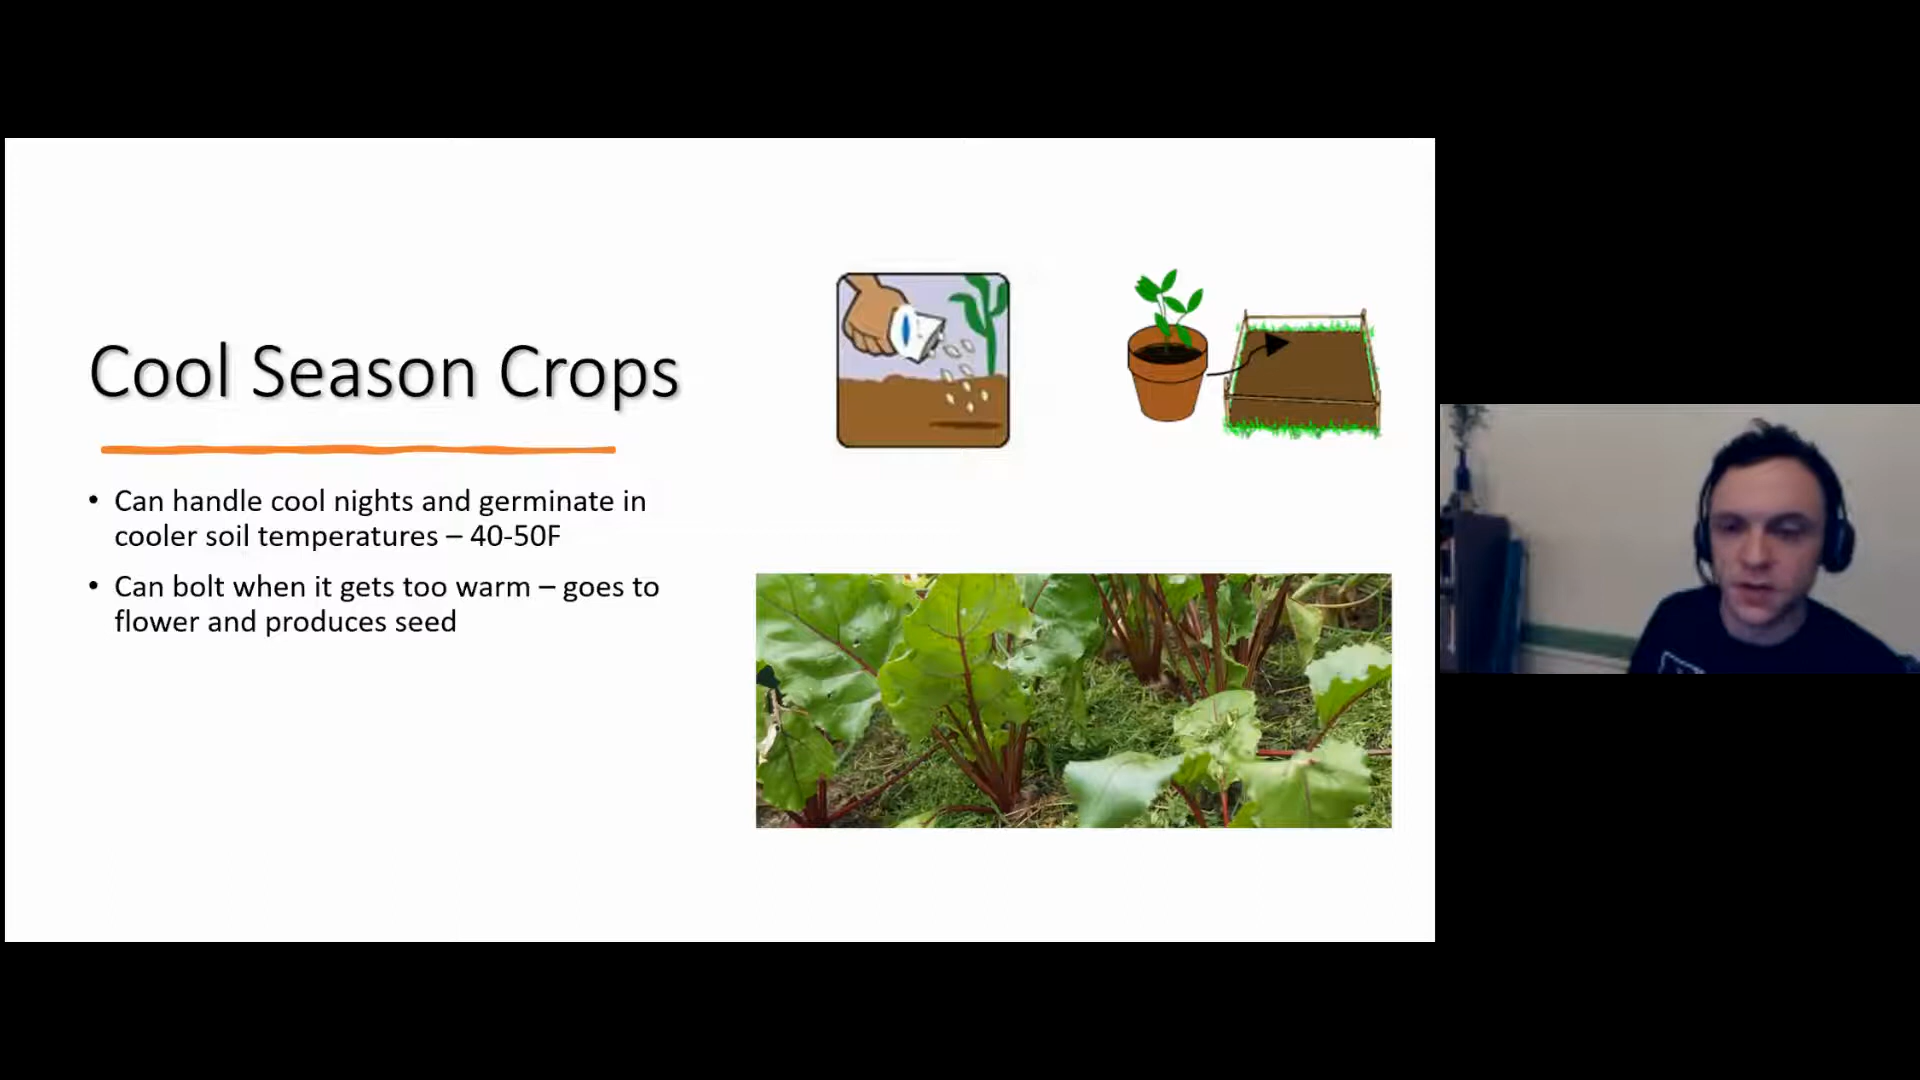 Cool Season Crops
• Can handle cool nights and germinate in
cooler soil temperatures – 40-50F
• Can bolt when it gets too warm – goes to
flower and produces seed